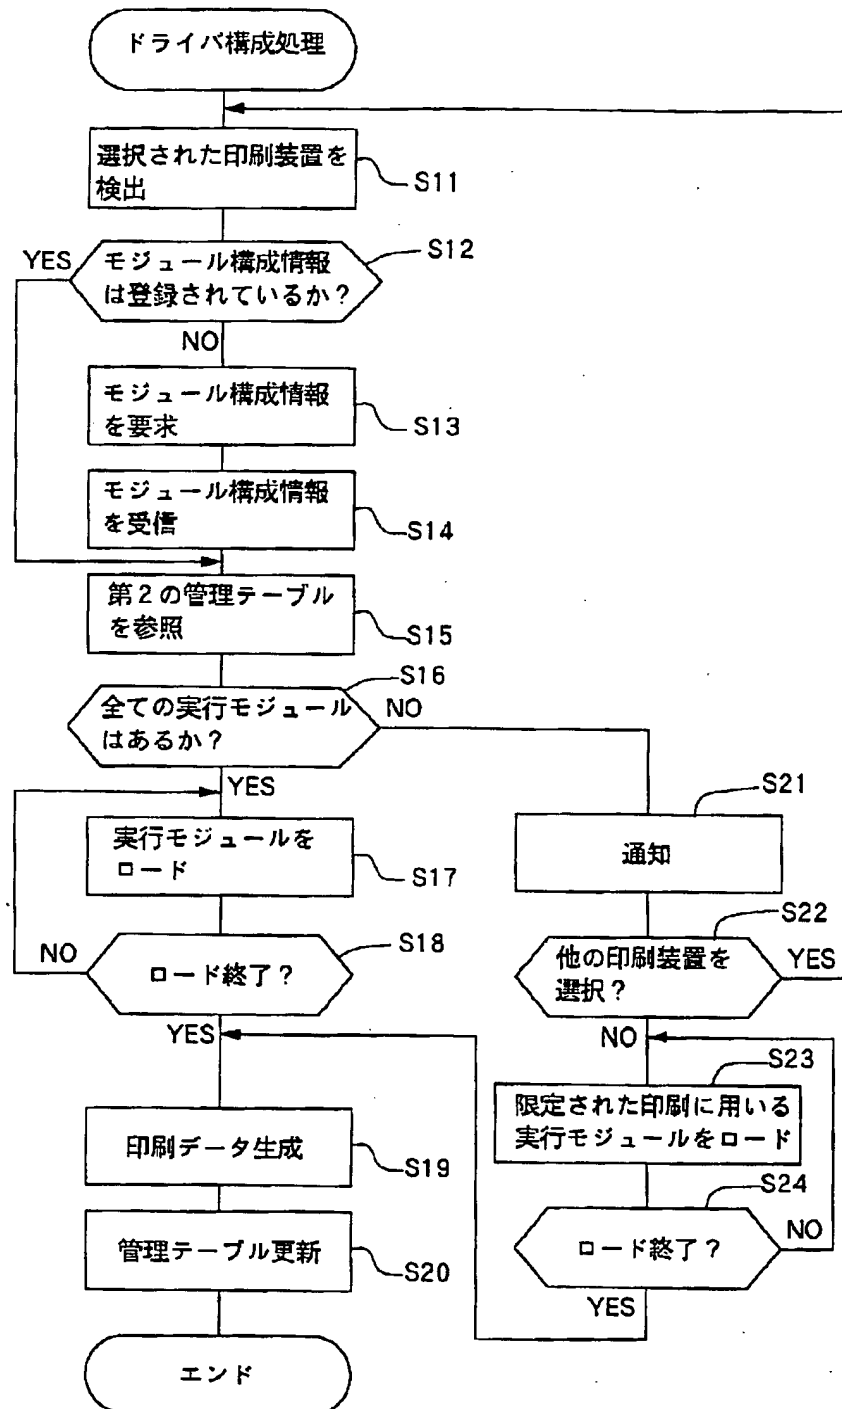 ドライバ構成処理
選択された印刷装置を
検出
S11
YES
モジュール構成情報
は登録されているか？
S12
NO
モジュール構成情報
を要求
S13
モジュール構成情報
を受信
S14
第２の管理テーブル
を参照
S15
全ての実行モジュール
はあるか？
S16
NO
YES
実行モジュールを
ロード
S17
NO
ロード終了？
S18
YES
印刷データ生成
S19
管理テーブル更新
S20
エンド
通知
S21
他の印刷装置を
選択？
S22
YES
NO
限定された印刷に用いる
実行モジュールをロード
S23
ロード終了？
S24
NO
YES